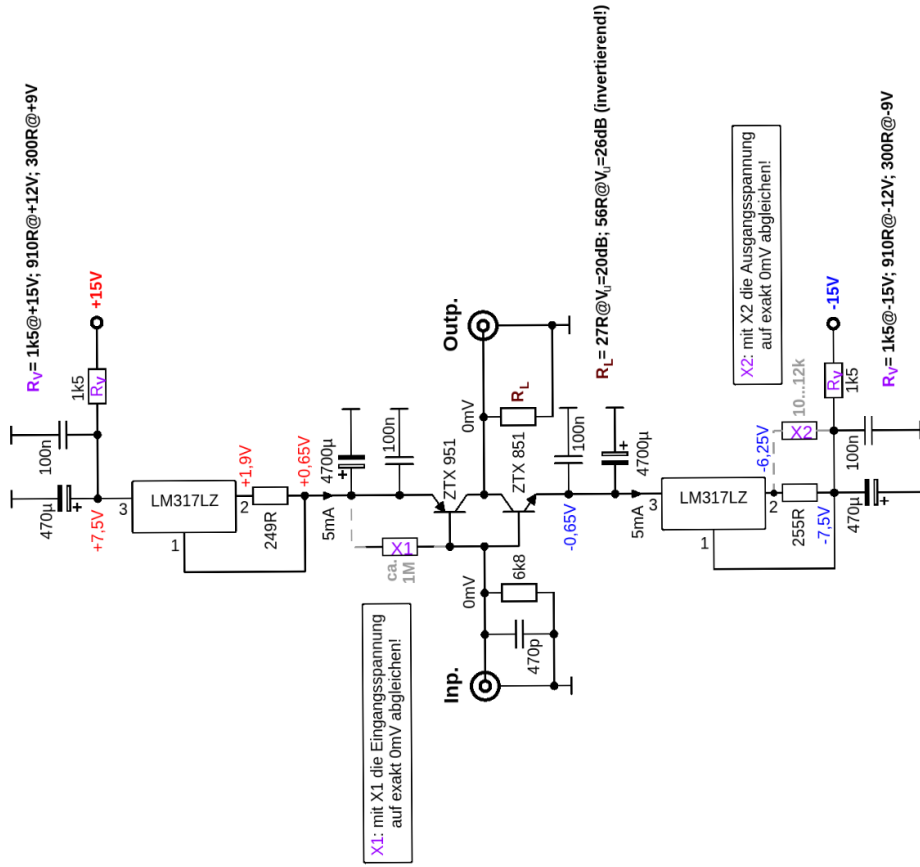 R_V= 1k5@+15V; 910R@+12V; 300R@+9V
+15V
R_V
1k5
100n
470µ
+
+7,5V
3
LM317LZ
1
2
+1,9V
249R
+0,65V
5mA
4700µ
+
100n
X1
ca.
1M
X1: mit X1 die Eingangsspannung
auf exakt 0mV abgleichen!
ZTX 951
ZTX 851
Inp.
470p
6k8
0mV
Outp.
0mV
R_L
R_L= 27R@V_u=20dB; 56R@V_u=26dB (invertierend!)
-0,65V
100n
4700µ
+
5mA
3
LM317LZ
1
2
-6,25V
255R
-7,5V
X2
10...12k
X2: mit X2 die Ausgangsspannung
auf exakt 0mV abgleichen!
-15V
R_V
1k5
100n
470µ
+
R_V= 1k5@-15V; 910R@-12V; 300R@-9V